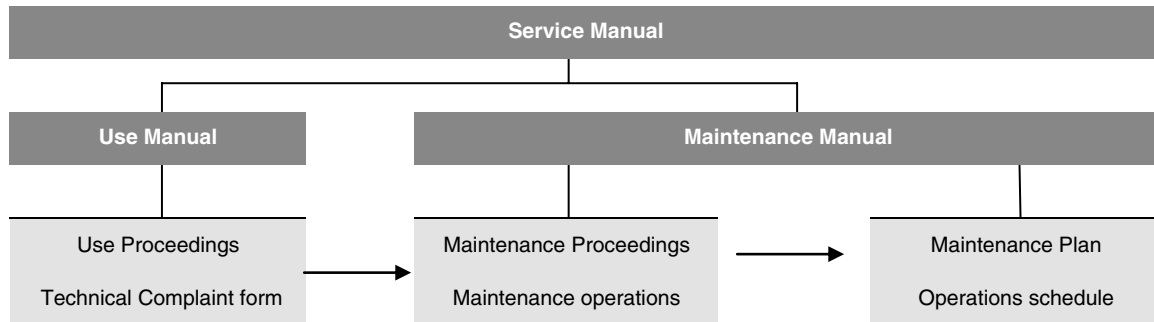 Service Manual
Use Manual
Maintenance Manual
Use Proceedings
Technical Complaint form
Maintenance Proceedings
Maintenance operations
Maintenance Plan
Operations schedule